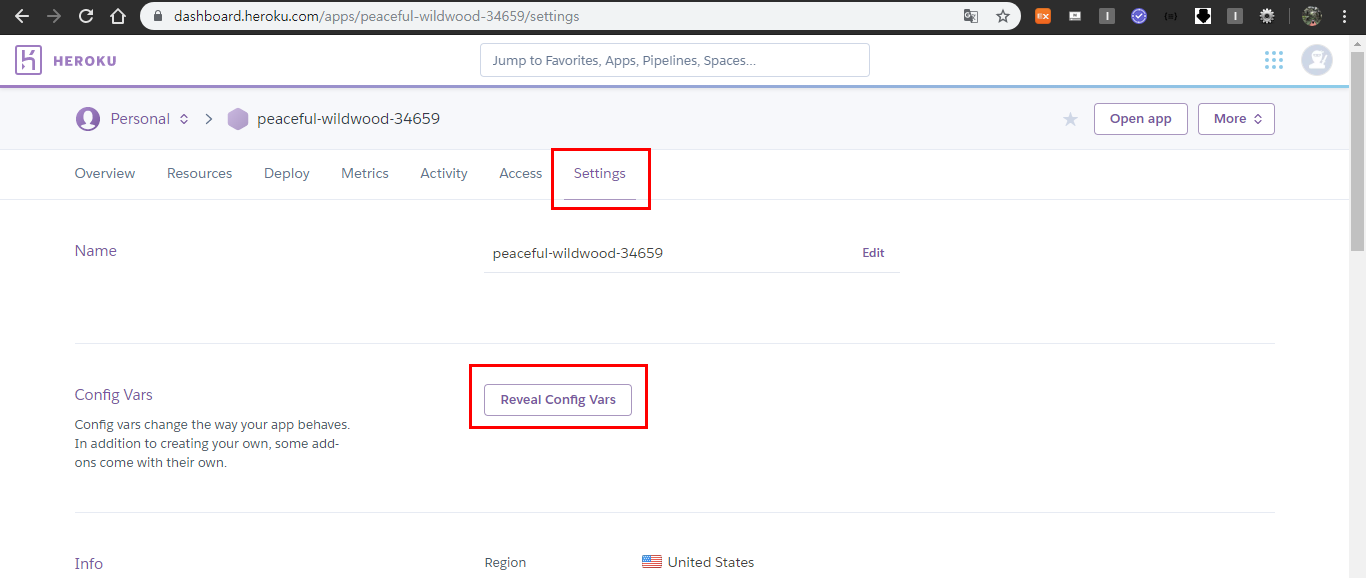 dashboard.heroku.com/apps/peaceful-wildwood-34659/settings
EX
HEROKU
Jump to Favorites, Apps, Pipelines, Spaces...
Personal
peaceful-wildwood-34659
Open app
More
Overview
Resources
Deploy
Metrics
Activity
Access
Settings
Name
peaceful-wildwood-34659
Edit
Config Vars
Reveal Config Vars
Config vars change the way your app behaves.
In addition to creating your own, some add-
ons come with their own.
Info
Region
United States